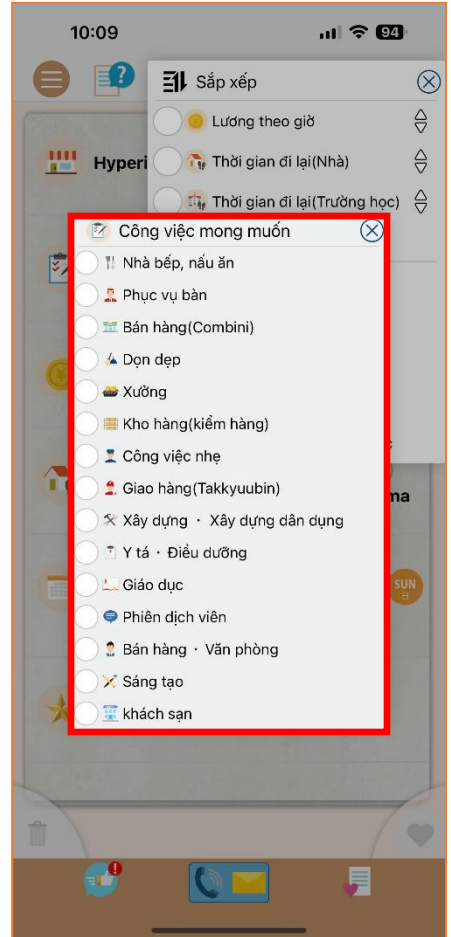 10:09
94
Sắp xếp
Lương theo giờ
Hyperi
Thời gian đi lại(Nhà)
Thời gian đi lại(Trường học)
Công việc mong muốn
Nhà bếp, nấu ăn
Phục vụ bàn
Bán hàng(Combini)
Dọn dẹp
Xưởng
Kho hàng(kiểm hàng)
Công việc nhẹ
Giao hàng(Takkyuubin)
ma
Xây dựng・Xây dựng dân dụng
Y tá・Điều dưỡng
SUN
日
Giáo dục
Phiên dịch viên
Bán hàng・Văn phòng
Sáng tạo
khách sạn